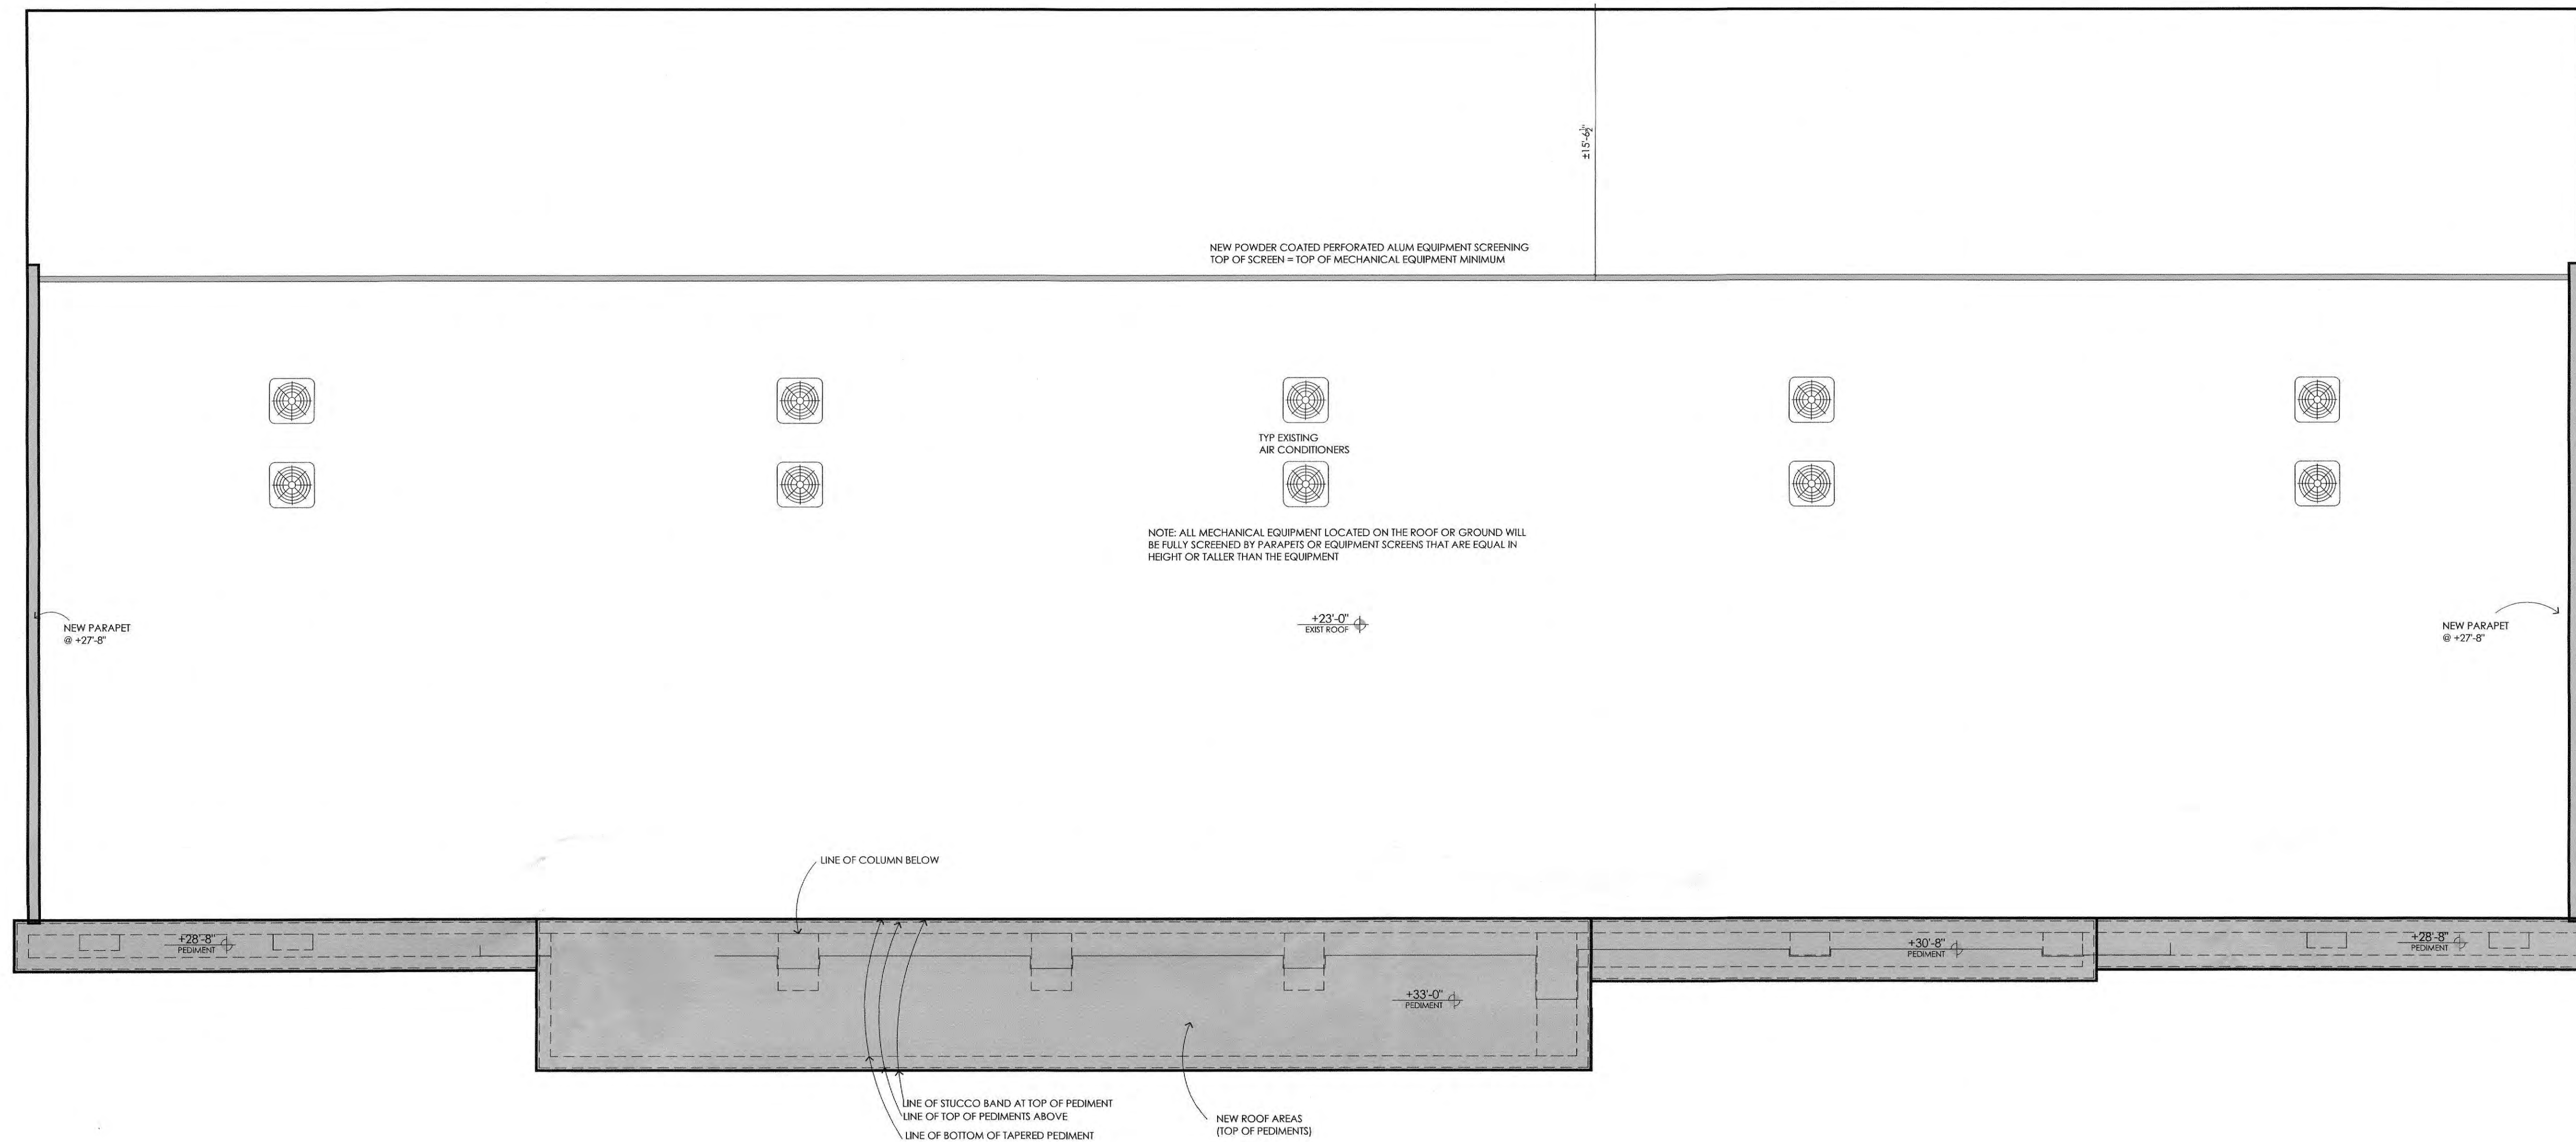 ±15'-6½"
NEW POWDER COATED PERFORATED ALUM EQUIPMENT SCREENING
TOP OF SCREEN = TOP OF MECHANICAL EQUIPMENT MINIMUM
TYP EXISTING
AIR CONDITIONERS
NOTE: ALL MECHANICAL EQUIPMENT LOCATED ON THE ROOF OR GROUND WILL
BE FULLY SCREENED BY PARAPETS OR EQUIPMENT SCREENS THAT ARE EQUAL IN
HEIGHT OR TALLER THAN THE EQUIPMENT
NEW PARAPET
@ +27'-8"
+23'-0"
EXIST ROOF
NEW PARAPET
@ +27'-8"
LINE OF COLUMN BELOW
+28'-8"
PEDIMENT
+33'-0"
PEDIMENT
+30'-8"
PEDIMENT
+28'-8"
PEDIMENT
LINE OF STUCCO BAND AT TOP OF PEDIMENT
LINE OF TOP OF PEDIMENTS ABOVE
LINE OF BOTTOM OF TAPERED PEDIMENT
NEW ROOF AREAS
(TOP OF PEDIMENTS)